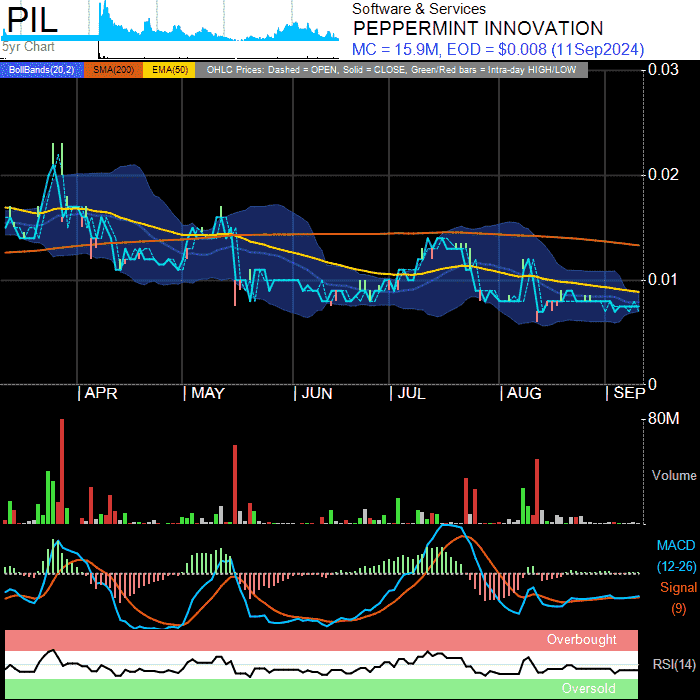 PIL
5yr Chart
Software & Services
PEPPERMINT INNOVATION
MC = 15.9M, EOD = $0.008 (11Sep2024)
BollBands(20,2) SMA(200) EMA(50) OHLC Prices: Dashed = OPEN, Solid = CLOSE, Green/Red bars = Intra-day HIGH/LOW
0.03
0.02
0.01
0
| APR | MAY | JUN | JUL | AUG | SEP
80M
Volume
MACD
(12-26)
Signal
(9)
Overbought
RSI(14)
Oversold